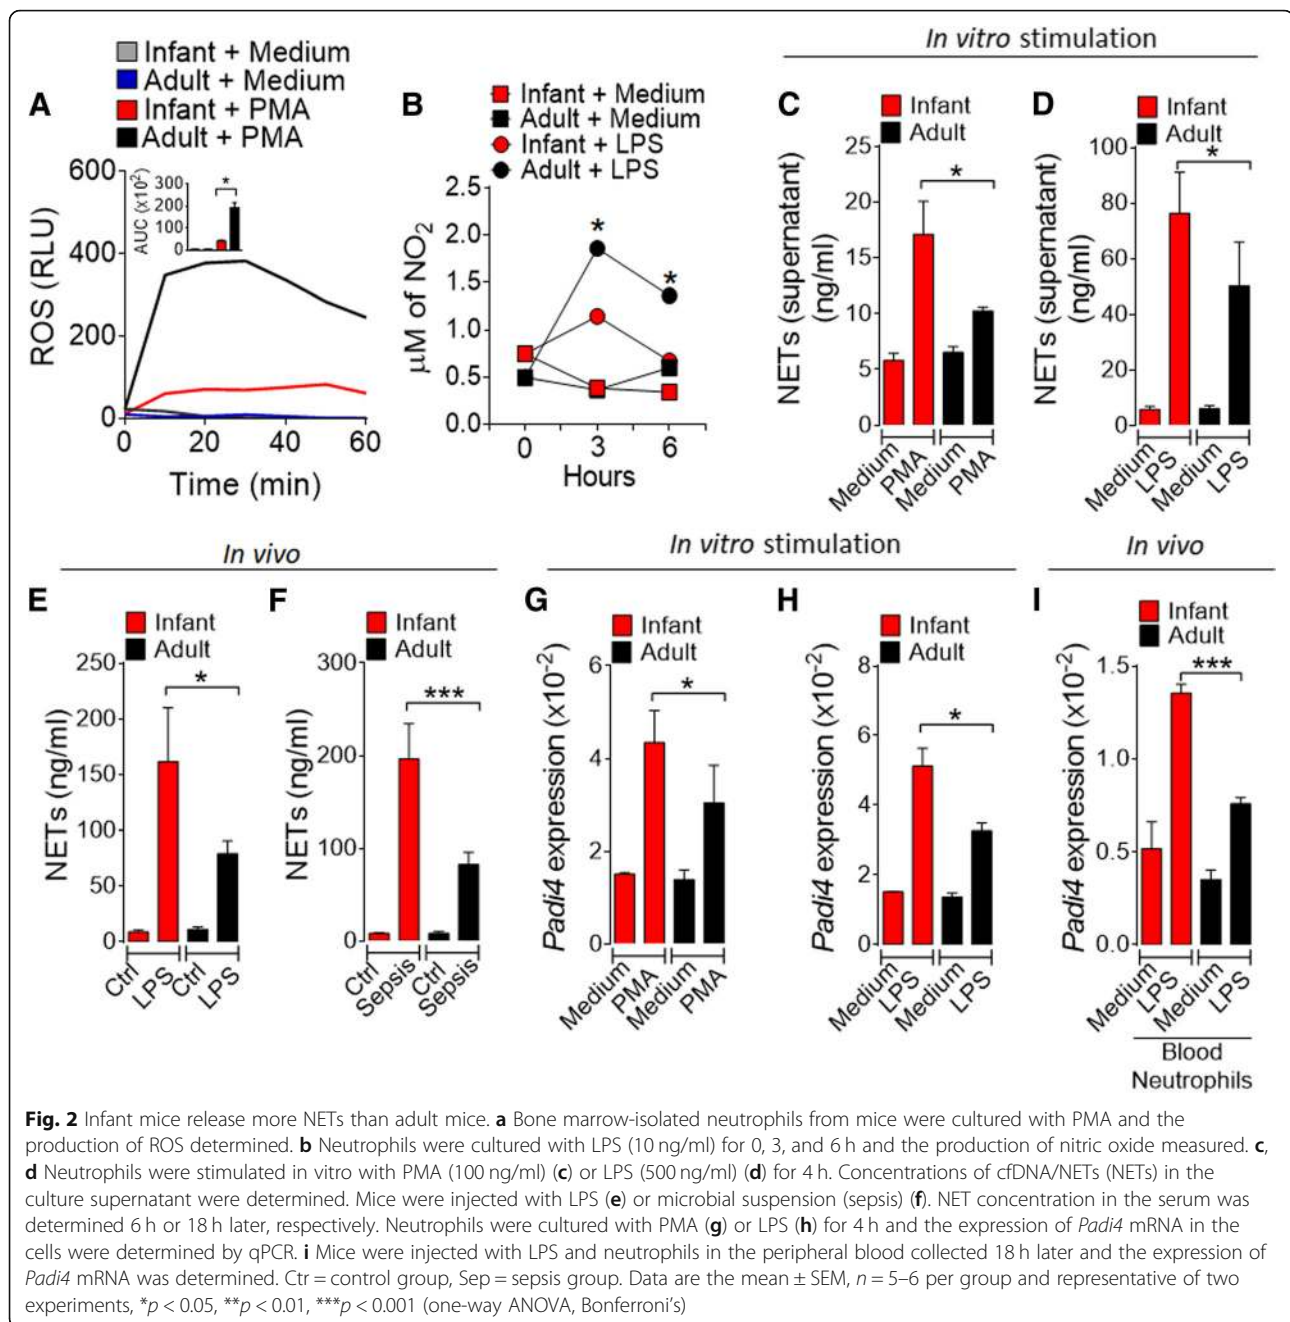 In vitro stimulation
A
Infant + Medium
Adult + Medium
Infant + PMA
Adult + PMA
ROS (RLU)
600
400
200
0
0 20 40 60
Time (min)
AUC (x10²)
300
200
100
0
*
B
Infant + Medium
Adult + Medium
Infant + LPS
Adult + LPS
µM of NO₂
2.5
2.0
1.5
1.0
0.5
0.0
*
*
0 3 6
Hours
C
Infant
Adult
NETs (supernatant)
(ng/ml)
25
20
15
10
5
0
*
Medium PMA Medium PMA
D
Infant
Adult
NETs (supernatant)
(ng/ml)
100
80
60
40
20
0
*
Medium LPS Medium LPS
In vivo
E
Infant
Adult
NETs (ng/ml)
250
200
150
100
50
0
*
Ctrl LPS Ctrl LPS
F
Infant
Adult
NETs (ng/ml)
300
200
100
0
***
Ctrl Sepsis Ctrl Sepsis
In vitro stimulation
G
Infant
Adult
Padi4 expression (x10⁻²)
6
4
2
0
*
Medium PMA Medium PMA
H
Infant
Adult
Padi4 expression (x10⁻²)
8
6
4
2
0
*
Medium LPS Medium LPS
In vivo
I
Infant
Adult
Padi4 expression (x10⁻²)
1.5
1.0
0.5
0.0
***
Medium LPS Medium LPS
Blood
Neutrophils
Fig. 2 Infant mice release more NETs than adult mice. a Bone marrow-isolated neutrophils from mice were cultured with PMA and the
production of ROS determined. b Neutrophils were cultured with LPS (10 ng/ml) for 0, 3, and 6 h and the production of nitric oxide measured. c,
d Neutrophils were stimulated in vitro with PMA (100 ng/ml) (c) or LPS (500 ng/ml) (d) for 4 h. Concentrations of cfDNA/NETs (NETs) in the
culture supernatant were determined. Mice were injected with LPS (e) or microbial suspension (sepsis) (f). NET concentration in the serum was
determined 6 h or 18 h later, respectively. Neutrophils were cultured with PMA (g) or LPS (h) for 4 h and the expression of Padi4 mRNA in the
cells were determined by qPCR. i Mice were injected with LPS and neutrophils in the peripheral blood collected 18 h later and the expression of
Padi4 mRNA was determined. Ctr = control group, Sep = sepsis group. Data are the mean ± SEM, n = 5–6 per group and representative of two
experiments, *p < 0.05, **p < 0.01, ***p < 0.001 (one-way ANOVA, Bonferroni's)